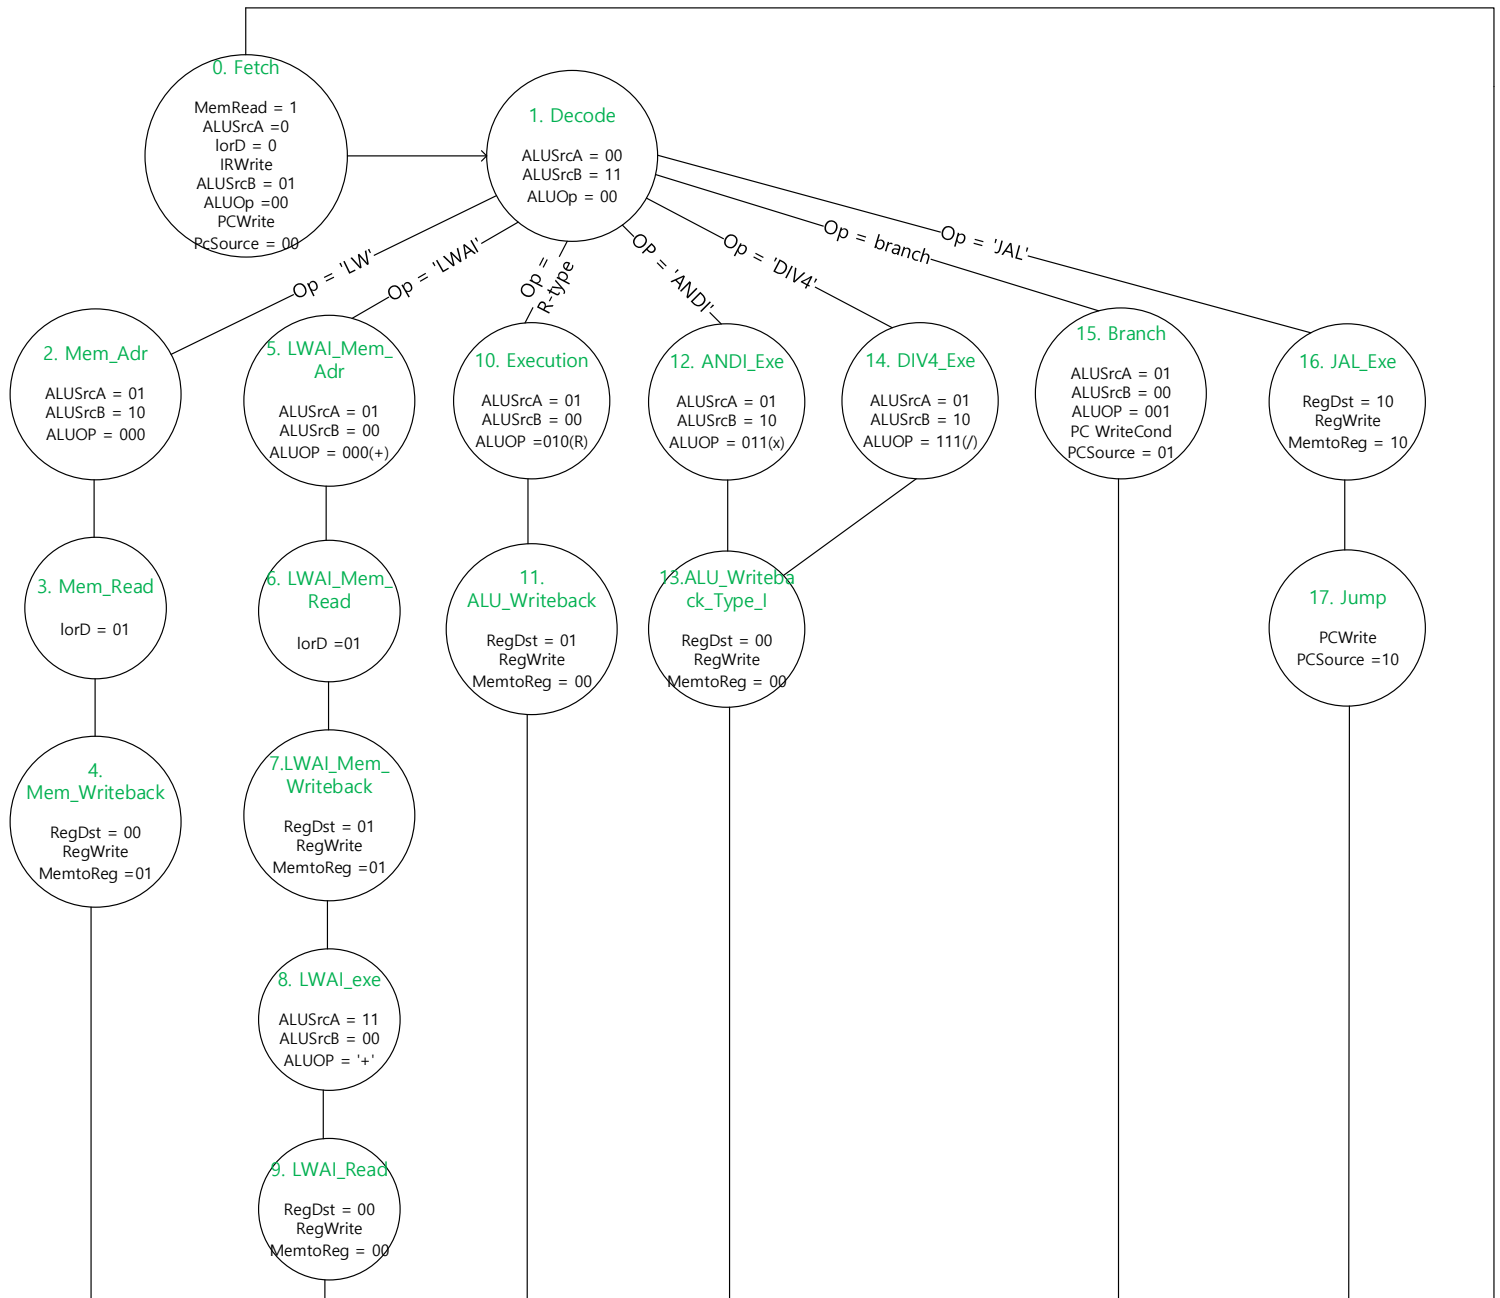 0. Fetch
MemRead = 1
ALUSrcA =0
IorD = 0
IRWrite
ALUSrcB = 01
ALUOp =00
PCWrite
PcSource = 00
1. Decode
ALUSrcA = 00
ALUSrcB = 11
ALUOp = 00
Op = 'LW'
Op = 'LWAI'
Op =
R-type
OP = 'ANDI'
Op = 'DIV4'
Op = branch
Op = 'JAL'
2. Mem_Adr
ALUSrcA = 01
ALUSrcB = 10
ALUOP = 000
5. LWAI_Mem_
Adr
ALUSrcA = 01
ALUSrcB = 00
ALUOP = 000(+)
10. Execution
ALUSrcA = 01
ALUSrcB = 00
ALUOP =010(R)
12. ANDI_Exe
ALUSrcA = 01
ALUSrcB = 10
ALUOP = 011(x)
14. DIV4_Exe
ALUSrcA = 01
ALUSrcB = 10
ALUOP = 111(/)
15. Branch
ALUSrcA = 01
ALUSrcB = 00
ALUOP = 001
PC WriteCond
PCSource = 01
16. JAL_Exe
RegDst = 10
RegWrite
MemtoReg = 10
3. Mem_Read
IorD = 01
6. LWAI_Mem_
Read
IorD =01
11.
ALU_Writeback
RegDst = 01
RegWrite
MemtoReg = 00
13.ALU_Writeba
ck_Type_I
RegDst = 00
RegWrite
MemtoReg = 00
17. Jump
PCWrite
PCSource =10
4.
Mem_Writeback
RegDst = 00
RegWrite
MemtoReg =01
7.LWAI_Mem_
Writeback
RegDst = 01
RegWrite
MemtoReg =01
8. LWAI_exe
ALUSrcA = 11
ALUSrcB = 00
ALUOP = '+'
9. LWAI_Read
RegDst = 00
RegWrite
MemtoReg = 00